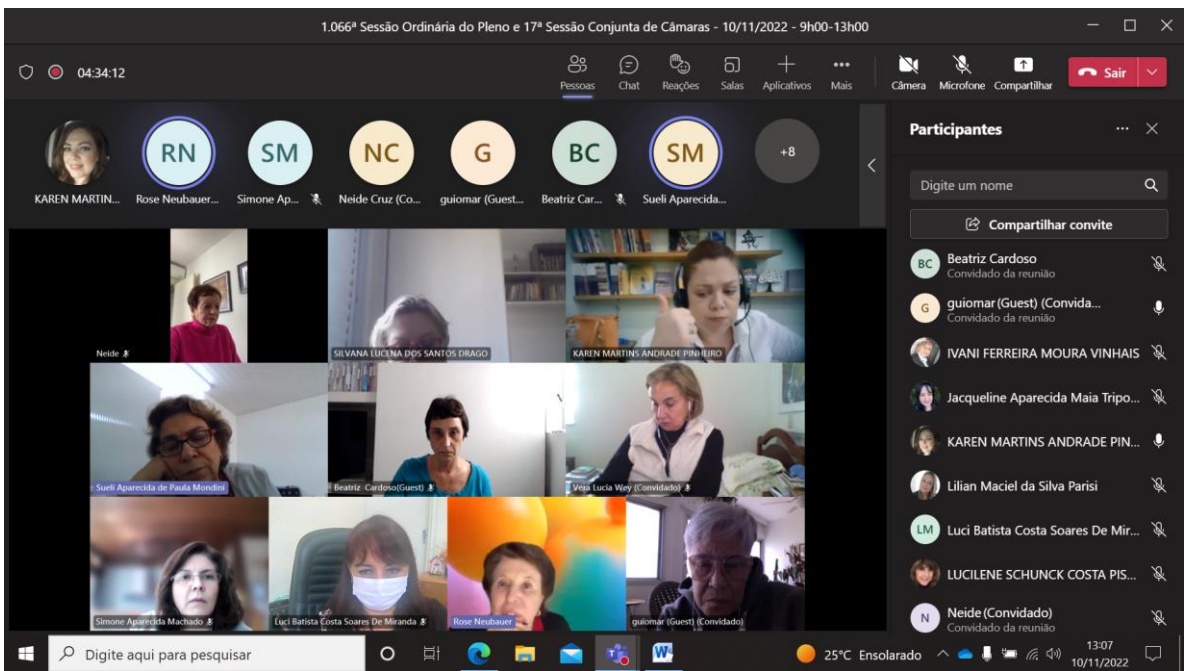 1.066ª Sessão Ordinária do Pleno e 17ª Sessão Conjunta de Câmaras - 10/11/2022 - 9h00-13h00
04:34:12
Pessoas
Chat
Reações
Salas
Aplicativos
Mais
Câmera
Microfone
Compartilhar
Sair
RN
SM
NC
G
BC
SM
+8
KAREN MARTIN...
Rose Neubauer...
Simone Ap...
Neide Cruz (Co...
guiomar (Guest...
Beatriz Car...
Sueli Aparecida...
Neide
SILVANA LUCENA DOS SANTOS DRAGO
KAREN MARTINS ANDRADE PINHEIRO
Sueli Aparecida de Paula Mondini
Beatriz Cardoso(Guest)
Vera Lucia Wey (Convidado)
Simone Aparecida Machado
Luci Batista Costa Soares De Miranda
Rose Neubauer
guiomar (Guest) (Convidado)
Participantes
Digite um nome
Compartilhar convite
BC
Beatriz Cardoso
Convidado da reunião
G
guiomar (Guest) (Convida...
Convidado da reunião
IVANI FERREIRA MOURA VINHAIS
Jacqueline Aparecida Maia Tripo...
KAREN MARTINS ANDRADE PIN...
Lilian Maciel da Silva Parisi
LM
Luci Batista Costa Soares De Mir...
LUCILENE SCHUNCK COSTA PIS...
N
Neide (Convidado)
Convidado da reunião
Digite aqui para pesquisar
25°C Ensolarado
13:07
10/11/2022